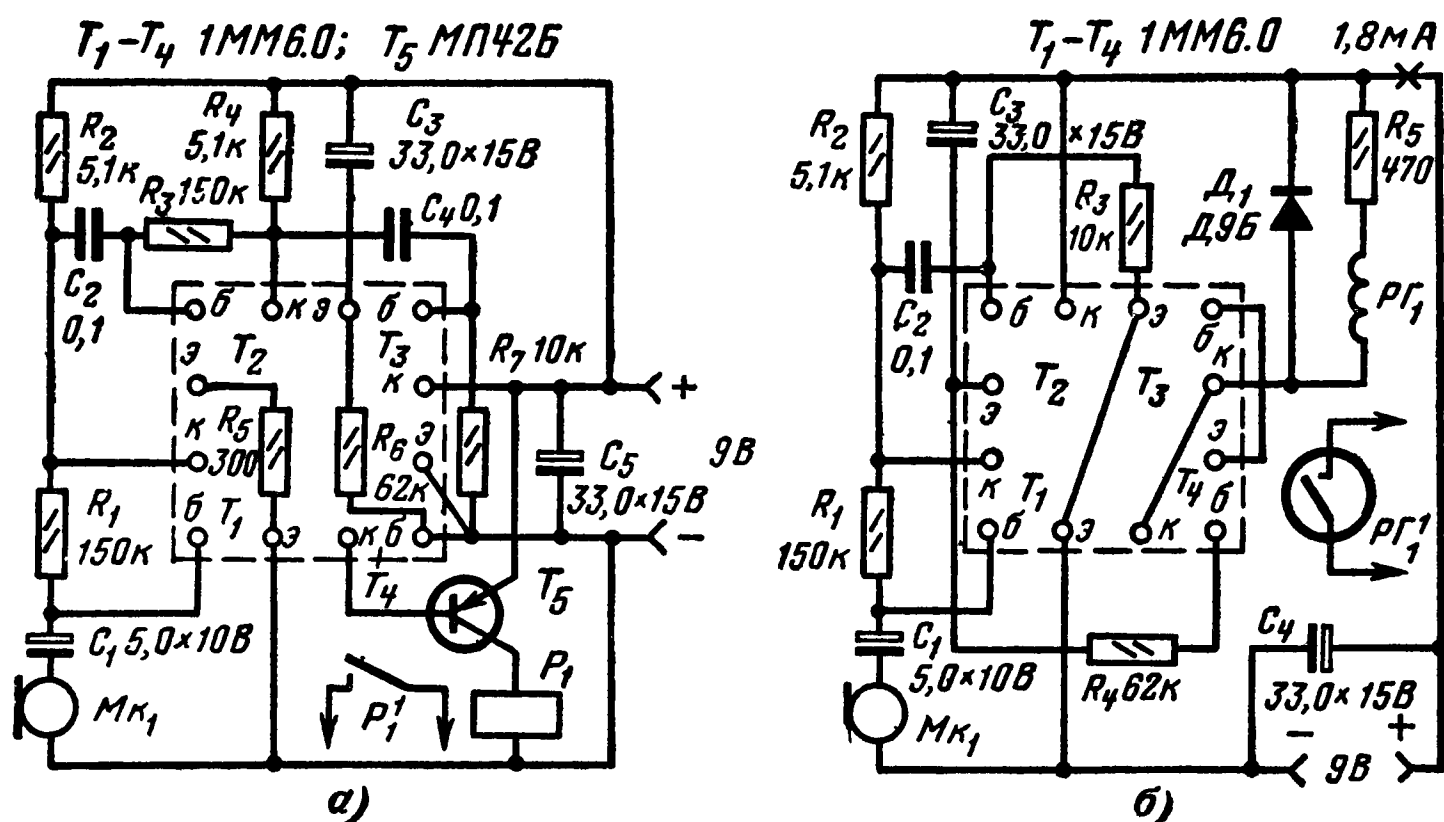 T₁-T₄ 1ММ6.0; T₅ МП42Б
R₂
5,1к
R₄
5,1к
C₃
33,0×15В
R₃ 150к
C₄ 0,1
C₂
0,1
б
к
э
б
э
T₂
T₃
к
R₇ 10к
+
к
R₅
300
R₆
62к
э
C₅
33,0×15В
9В
R₁
150к
б
T₁
э
к
б
T₄
-
T₅
C₁ 5,0×10В
Мк₁
P₁¹
P₁
а)
T₁-T₄ 1ММ6.0
1,8мА
R₂
5,1к
C₃
33,0×15В
R₃
10к
Д₁
Д9Б
R₅
470
C₂
0,1
б
к
э
б
к
РГ₁
T₂
T₃
э
э
к
T₁
T₄
R₁
150к
б
э
к
б
РГ₁¹
C₁
5,0×10В
Мк₁
R₄ 62к
C₄
33,0×15В
-
+
9В
б)